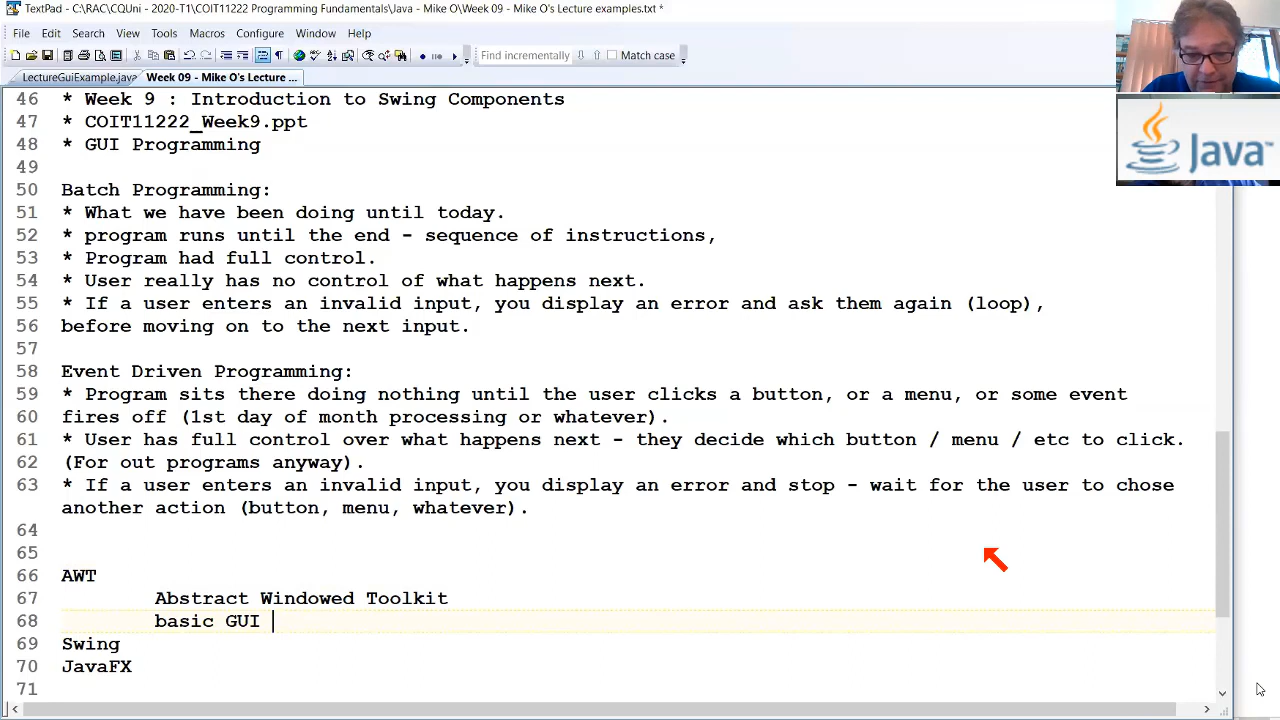 TextPad - C:\RAC\CQUni - 2020-T1\COIT11222 Programming Fundamentals\Java - Mike O\Week 09 - Mike O's Lecture examples.txt *
File Edit Search View Tools Macros Configure Window Help
Find incrementally Match case
LectureGuiExample.java Week 09 - Mike O's Lecture ...
46 * Week 9 : Introduction to Swing Components
47 * COIT11222_Week9.ppt
48 * GUI Programming
49
50 Batch Programming:
51 * What we have been doing until today.
52 * program runs until the end - sequence of instructions,
53 * Program had full control.
54 * User really has no control of what happens next.
55 * If a user enters an invalid input, you display an error and ask them again (loop),
56 before moving on to the next input.
57
58 Event Driven Programming:
59 * Program sits there doing nothing until the user clicks a button, or a menu, or some event
60 fires off (1st day of month processing or whatever).
61 * User has full control over what happens next - they decide which button / menu / etc to click.
62 (For out programs anyway).
63 * If a user enters an invalid input, you display an error and stop - wait for the user to chose
another action (button, menu, whatever).
64
65
66 AWT
67 Abstract Windowed Toolkit
68 basic GUI
69 Swing
70 JavaFX
71
Java™